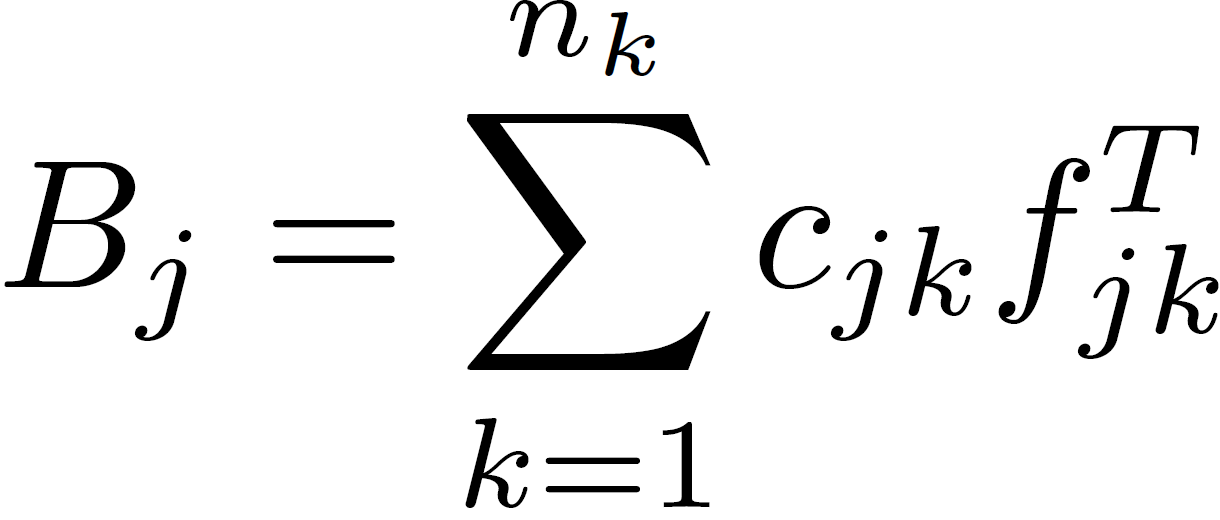 B_j = \sum_{k=1}^{n_k} c_{jk} f_{jk}^T